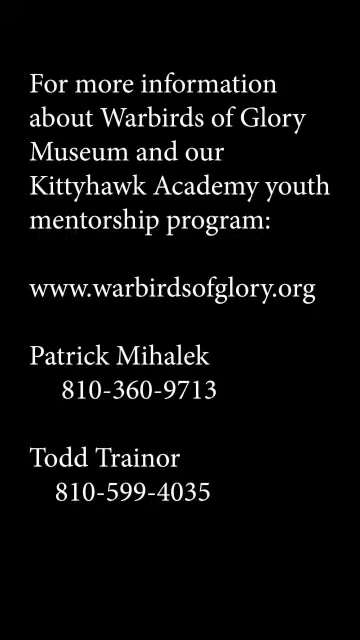 For more information
about Warbirds of Glory
Museum and our
Kittyhawk Academy youth
mentorship program:
www.warbirdsofglory.org
Patrick Mihalek
810-360-9713
Todd Trainor
810-599-4035